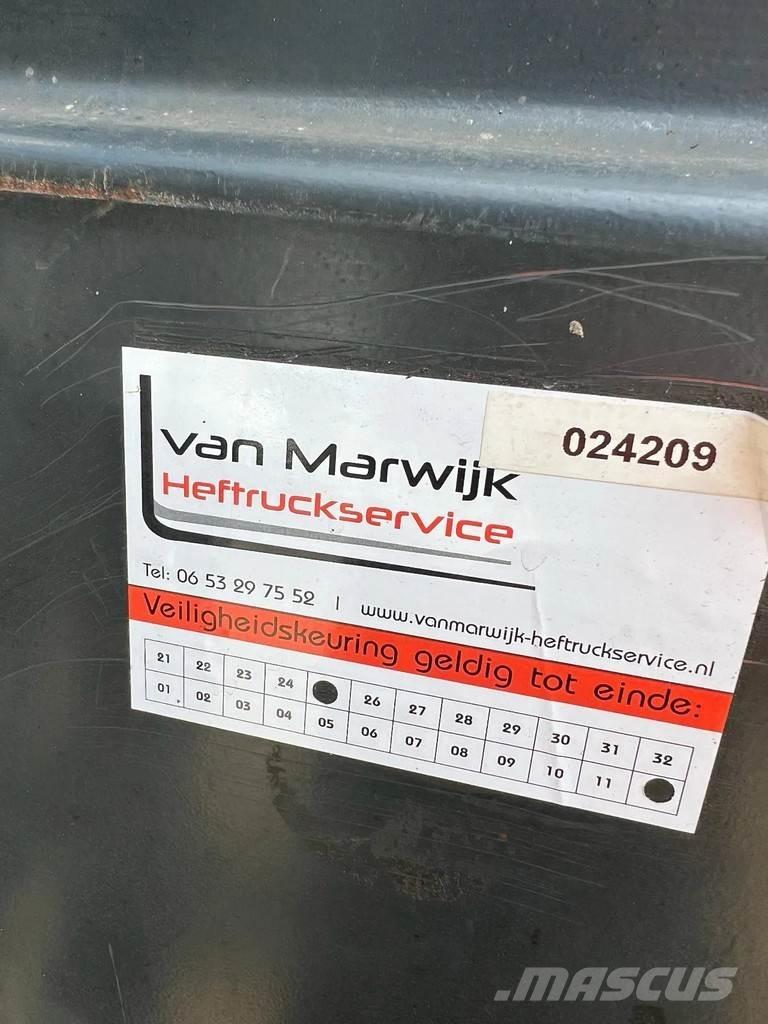 van Marwijk
024209
Heftruckservice
Tel: 06 53 29 75 52 | www.vanmarwijk-heftruckservice.nl
Veiligheidskeuring geldig tot einde:
21 22 23 24 26 27 28 29 30 31 32
01 02 03 04 05 06 07 08 09 10 11
MASCUS